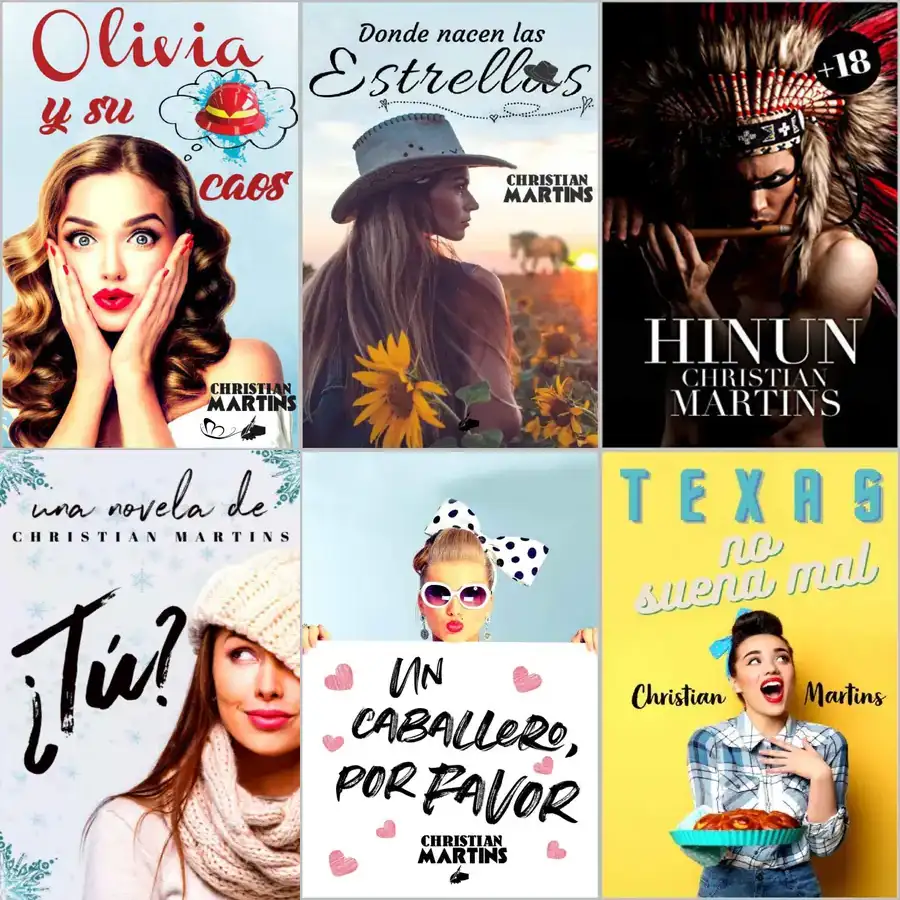 Olivia
y su
caos
CHRISTIAN
MARTINS
Donde nacen las
Estrellas
CHRISTIAN
MARTINS
+18
HINUN
CHRISTIAN
MARTINS
una novela de
CHRISTIAN MARTINS
¿Tú?
UN
CABALLERO,
POR FAVOR
CHRISTIAN
MARTINS
TEXAS
no
suena mal
Christian Martins